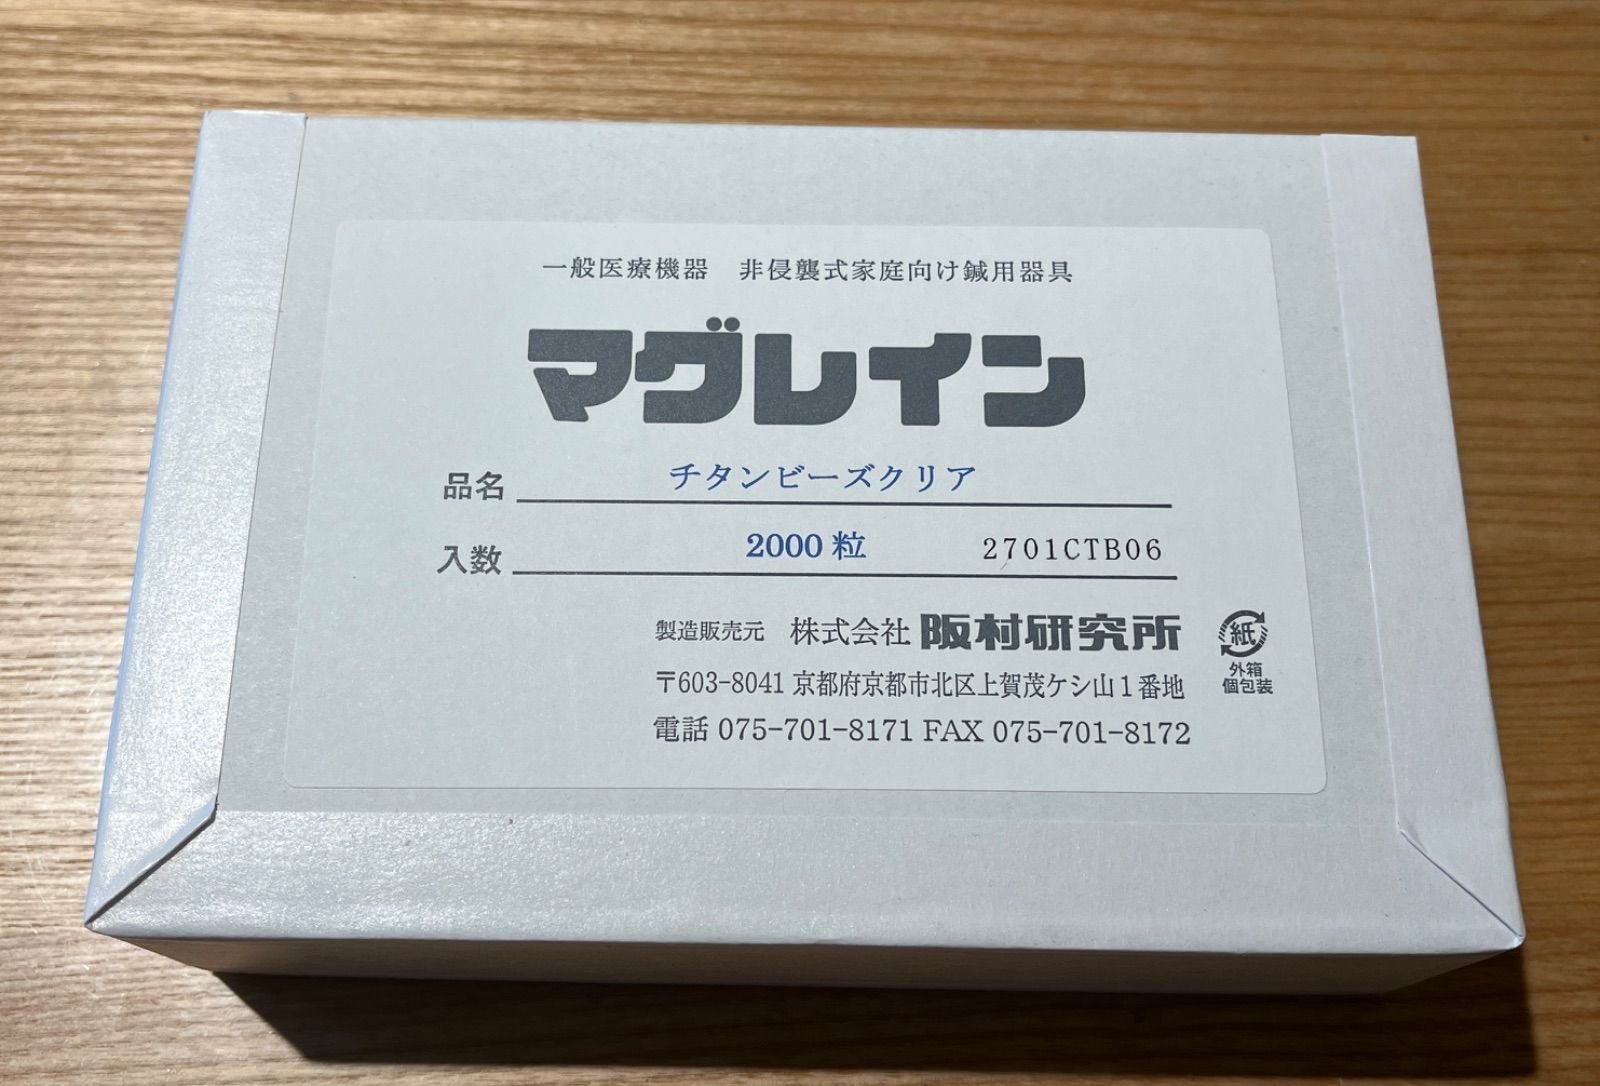 一般医療機器　非侵襲式家庭向け鍼用器具
マグレイン
品名 チタンビーズクリア
入数 2000粒 2701CTB06
製造販売元 株式会社 阪村研究所
〒603-8041 京都府京都市北区上賀茂ケシ山1番地
電話 075-701-8171 FAX 075-701-8172
紙
外箱
個包装